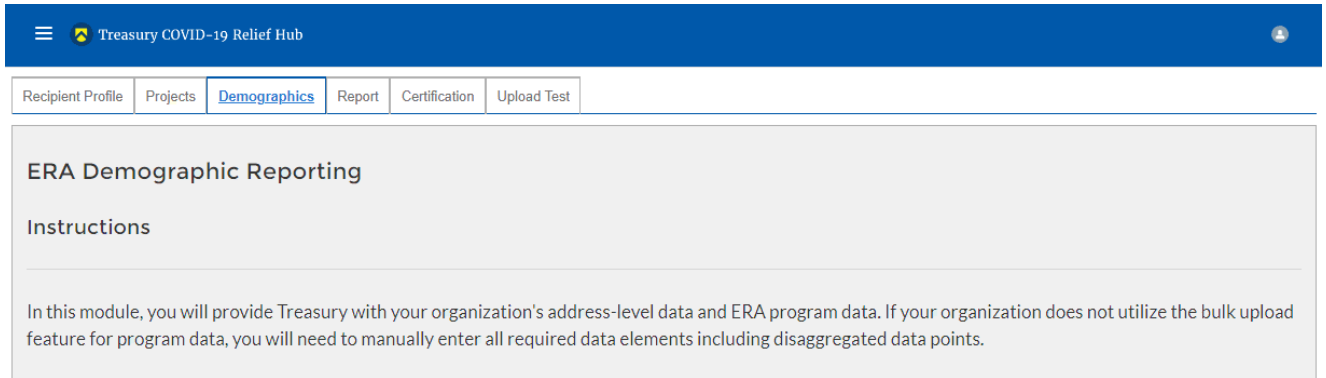 Treasury COVID-19 Relief Hub
Recipient Profile Projects Demographics Report Certification Upload Test
ERA Demographic Reporting
Instructions
In this module, you will provide Treasury with your organization's address-level data and ERA program data. If your organization does not utilize the bulk upload
feature for program data, you will need to manually enter all required data elements including disaggregated data points.